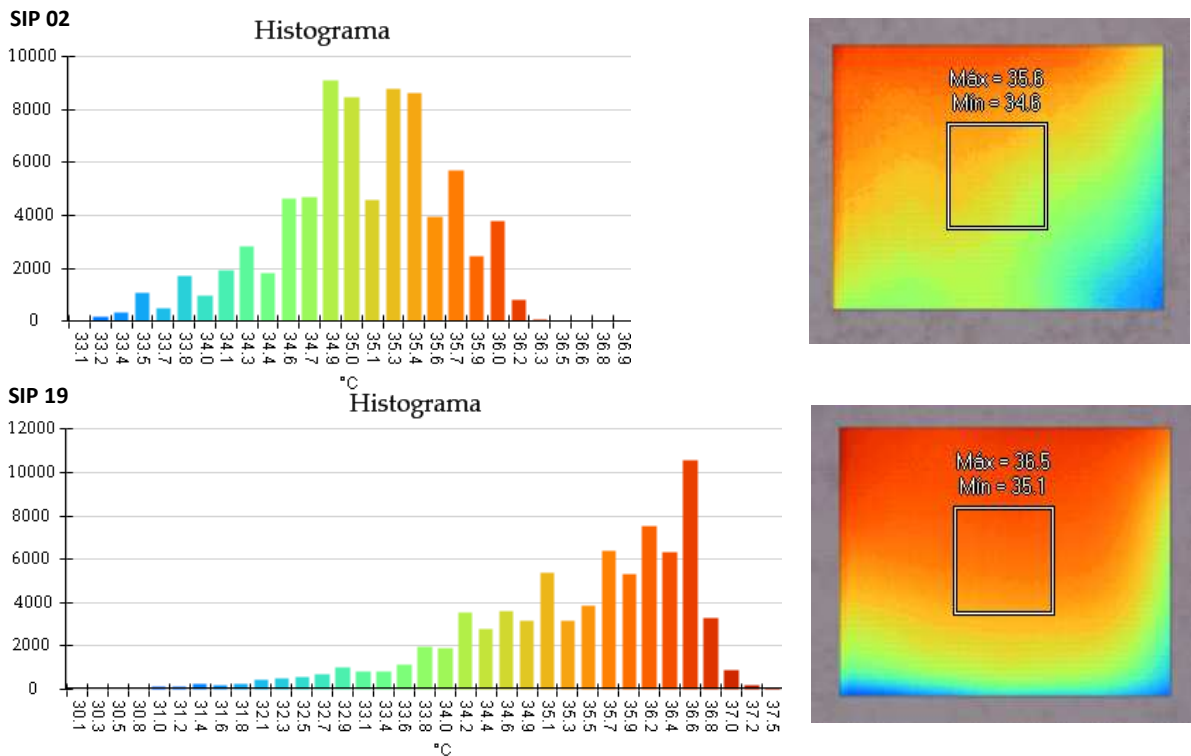 SIP 02
Histograma
10000
8000
6000
4000
2000
0
33.1 33.2 33.4 33.5 33.7 33.8 34.0 34.1 34.3 34.4 34.6 34.7 34.9 35.0 35.1 35.3 35.4 35.6 35.7 35.9 36.0 36.2 36.3 36.5 36.6 36.8 36.9
°C
Máx = 35.6
Mín = 34.6
SIP 19
Histograma
12000
10000
8000
6000
4000
2000
0
30.1 30.3 30.5 30.8 31.0 31.2 31.4 31.6 31.8 32.1 32.3 32.5 32.7 32.9 33.1 33.4 33.6 33.8 34.0 34.2 34.4 34.6 34.9 35.1 35.3 35.5 35.7 35.9 36.2 36.4 36.6 36.8 37.0 37.2 37.5
°C
Máx = 36.5
Mín = 35.1